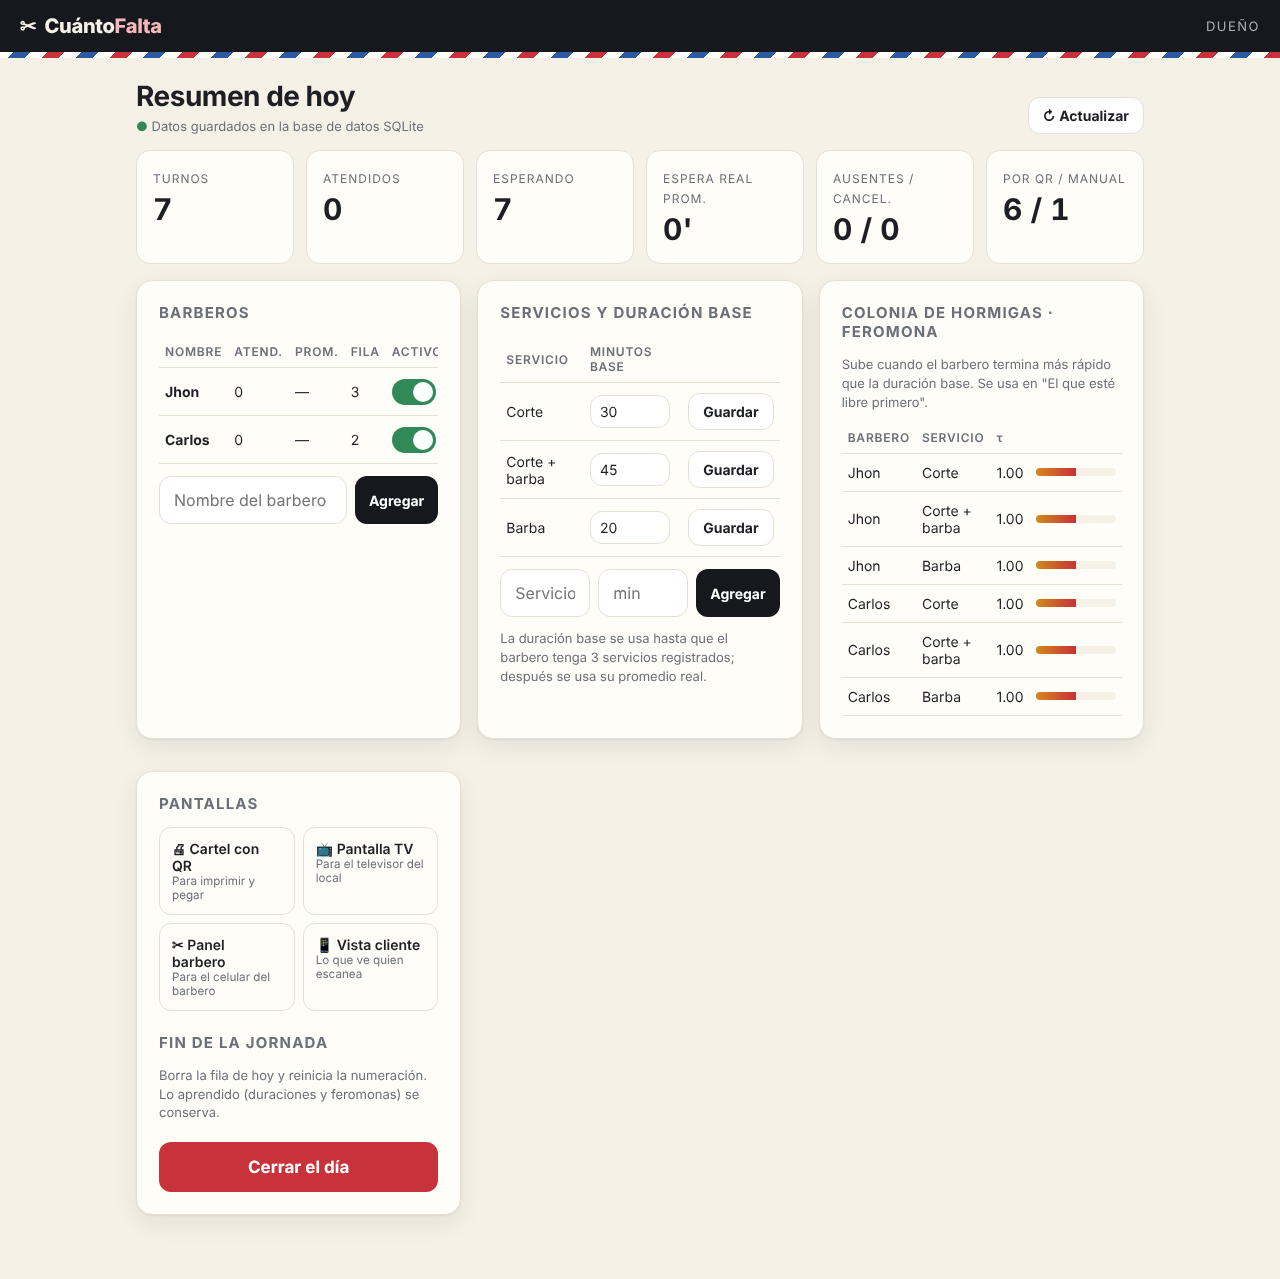 ✂ CuántoFalta
DUEÑO
Resumen de hoy
Datos guardados en la base de datos SQLite
↻ Actualizar
TURNOS
7
ATENDIDOS
0
ESPERANDO
7
ESPERA REAL
PROM.
0'
AUSENTES /
CANCEL.
0 / 0
POR QR / MANUAL
6 / 1
BARBEROS
NOMBRE ATEND. PROM. FILA ACTIVO
Jhon 0 — 3
Carlos 0 — 2
Nombre del barbero
Agregar
SERVICIOS Y DURACIÓN BASE
SERVICIO
MINUTOS
BASE
Corte 30 Guardar
Corte +
barba
45 Guardar
Barba 20 Guardar
Servicio min Agregar
La duración base se usa hasta que el
barbero tenga 3 servicios registrados;
después se usa su promedio real.
COLONIA DE HORMIGAS ·
FEROMONA
Sube cuando el barbero termina más rápido
que la duración base. Se usa en "El que esté
libre primero".
BARBERO SERVICIO τ
Jhon Corte 1.00
Jhon Corte +
barba
1.00
Jhon Barba 1.00
Carlos Corte 1.00
Carlos Corte +
barba
1.00
Carlos Barba 1.00
PANTALLAS
🖨 Cartel con
QR
Para imprimir y
pegar
📺 Pantalla TV
Para el televisor del
local
✂ Panel
barbero
Para el celular del
barbero
📱 Vista cliente
Lo que ve quien
escanea
FIN DE LA JORNADA
Borra la fila de hoy y reinicia la numeración.
Lo aprendido (duraciones y feromonas) se
conserva.
Cerrar el día